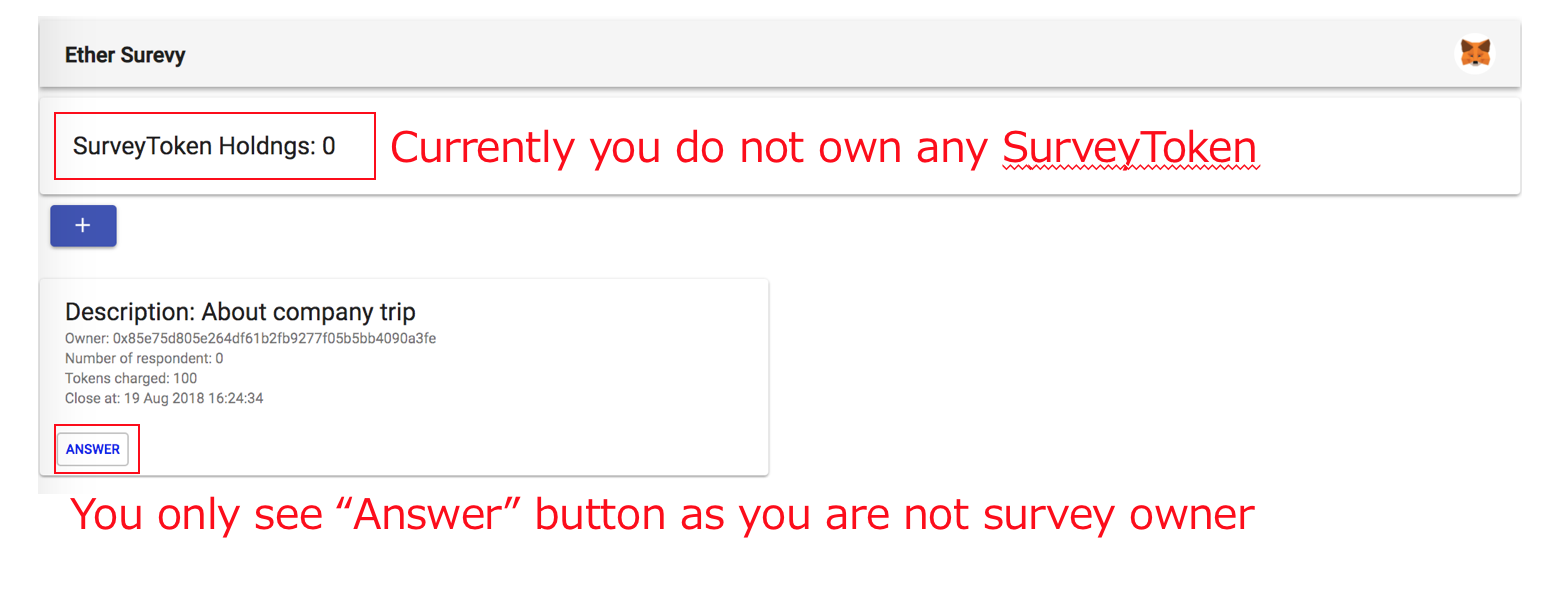 Ether Surevy
SurveyToken Holdngs: 0
Currently you do not own any SurveyToken
+
Description: About company trip
Owner: 0x85e75d805e264df61b2fb9277f05b5bb4090a3fe
Number of respondent: 0
Tokens charged: 100
Close at: 19 Aug 2018 16:24:34
ANSWER
You only see “Answer” button as you are not survey owner